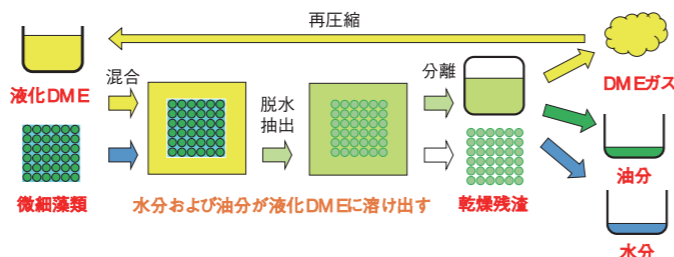 再圧縮
液化DME
混合
脱水
抽出
分離
DMEガス
微細藻類
水分および油分が液化DMEに溶け出す
乾燥残渣
油分
水分